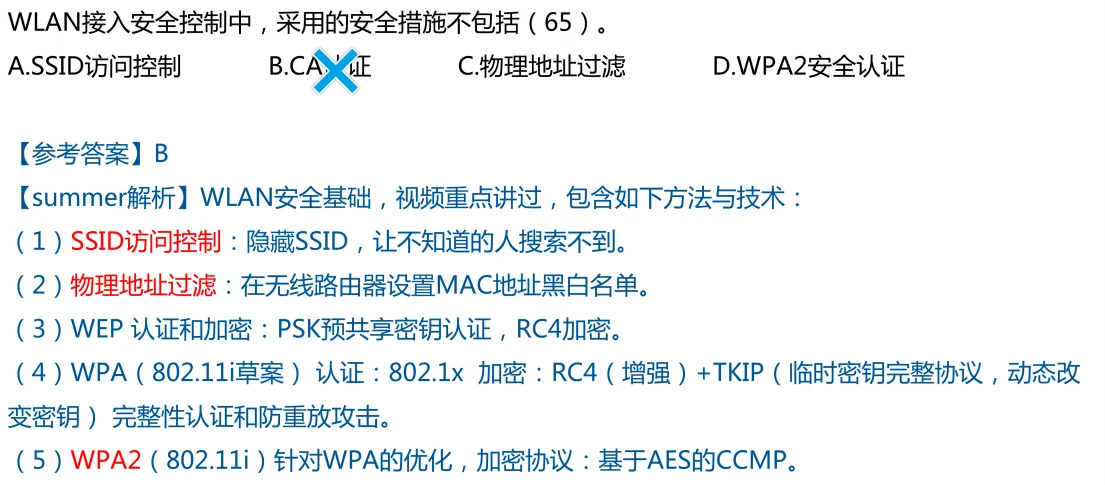 WLAN接入安全控制中，采用的安全措施不包括（65）。
A.SSID访问控制 B.CA 证 C.物理地址过滤 D.WPA2安全认证
【参考答案】B
【summer解析】WLAN安全基础，视频重点讲过，包含如下方法与技术：
（1）SSID访问控制：隐藏SSID，让不知道的人搜索不到。
（2）物理地址过滤：在无线路由器设置MAC地址黑白名单。
（3）WEP 认证和加密：PSK预共享密钥认证，RC4加密。
（4）WPA（802.11i草案） 认证：802.1x 加密：RC4（增强）+TKIP（临时密钥完整协议，动态改
变密钥） 完整性认证和防重放攻击。
（5）WPA2（802.11i）针对WPA的优化，加密协议：基于AES的CCMP。